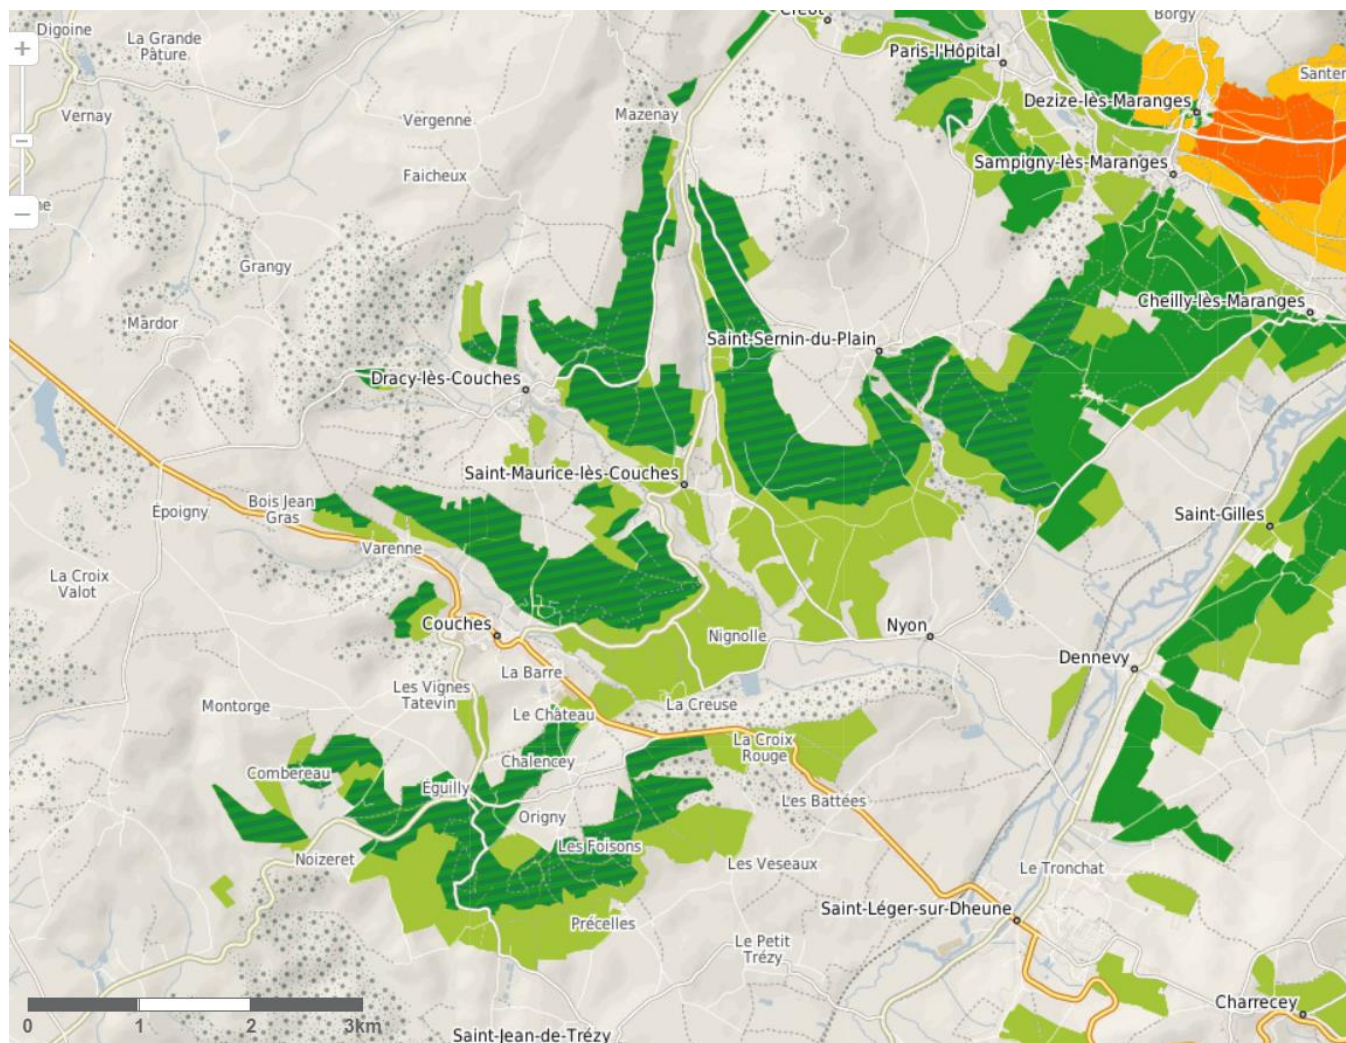 Digoine
La Grande
Pâture
Borgy
Paris-l'Hôpital
Santen
Vernay
Vergenne
Mazenay
Dezize-lès-Maranges
Sampigny-lès-Maranges
Faicheux
Grangy
Mardor
Cheilly-lès-Maranges
Saint-Sernin-du-Plain
Dracy-lès-Couches
Saint-Maurice-lès-Couches
Époigny
Bois Jean
Gras
Saint-Gilles
Varenne
La Croix
Valot
Couches
Nignolle
Nyon
Dennevy
La Barre
Les Vignes
Tatevin
Montorge
Le Château
La Creuse
La Croix
Rouge
Chalencey
Combereau
Éguilly
Les Battées
Origny
Noizeret
Les Foisons
Les Veseaux
Le Tronchat
Saint-Léger-sur-Dheune
Précelles
Le Petit
Trézy
Charrecey
0 1 2 3km
Saint-Jean-de-Trézy